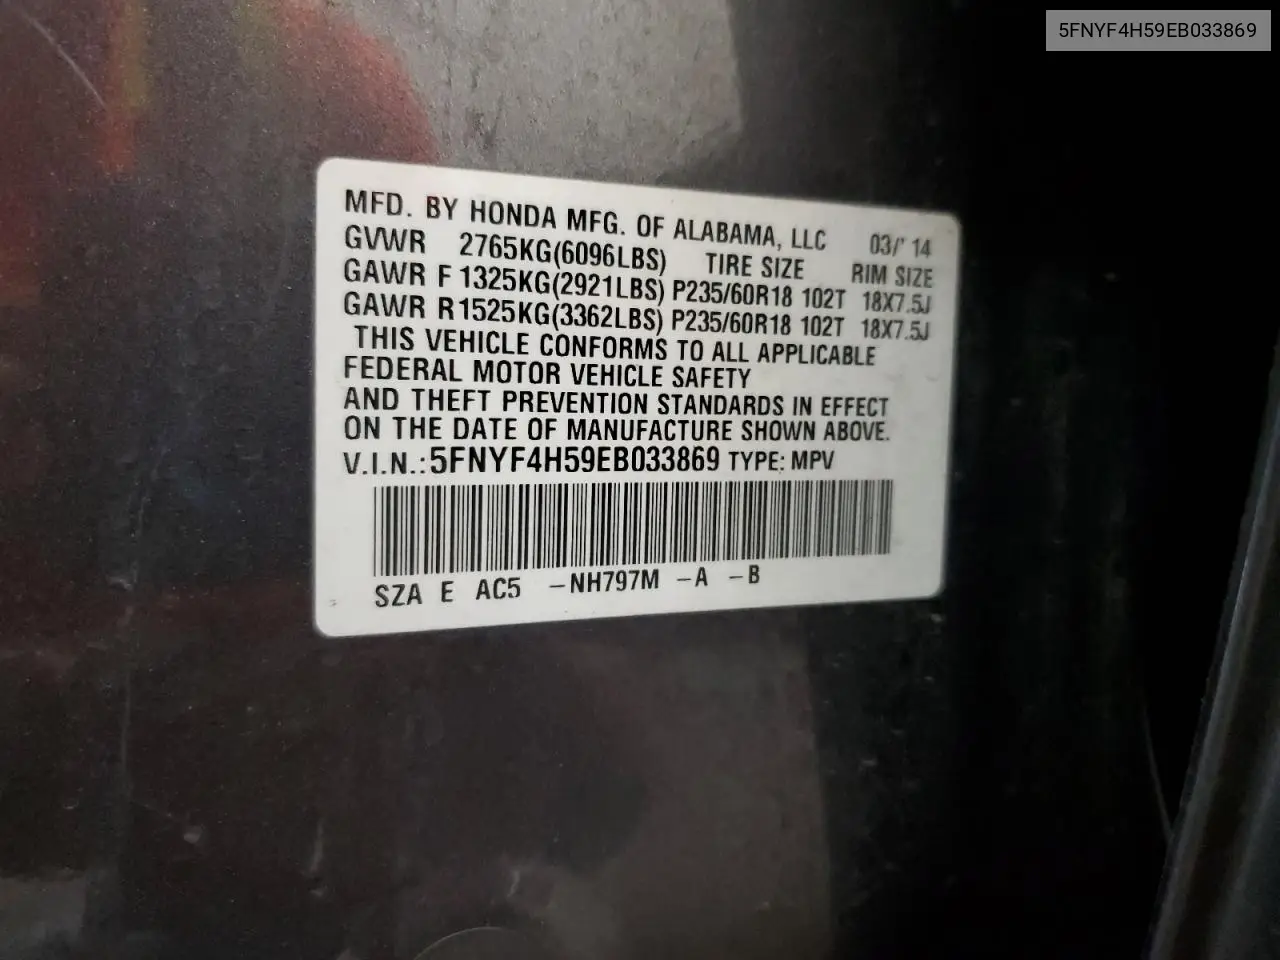 5FNYF4H59EB033869
MFD. BY HONDA MFG. OF ALABAMA, LLC 03/ 14
GVWR 2765KG(6096LBS) TIRE SIZE RIM SIZE
GAWR F 1325KG(2921LBS) P235/60R18 102T 18X7.5J
GAWR R1525KG(3362LBS) P235/60R18 102T 18X7.5J
THIS VEHICLE CONFORMS TO ALL APPLICABLE
FEDERAL MOTOR VEHICLE SAFETY
AND THEFT PREVENTION STANDARDS IN EFFECT
ON THE DATE OF MANUFACTURE SHOWN ABOVE.
V.I.N.:5FNYF4H59EB033869 TYPE: MPV
SZA E AC5 –NH797M –A –B